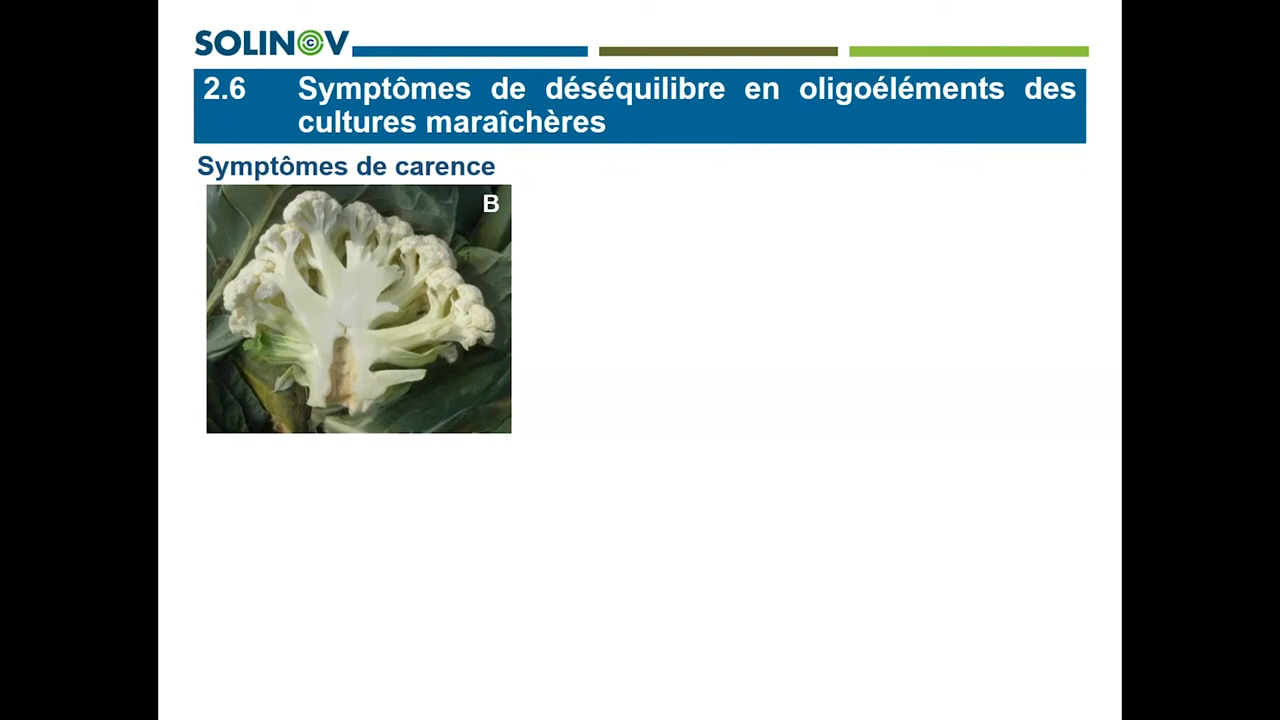 SOLINOV
2.6 Symptômes de déséquilibre en oligoéléments des
cultures maraîchères
Symptômes de carence
B